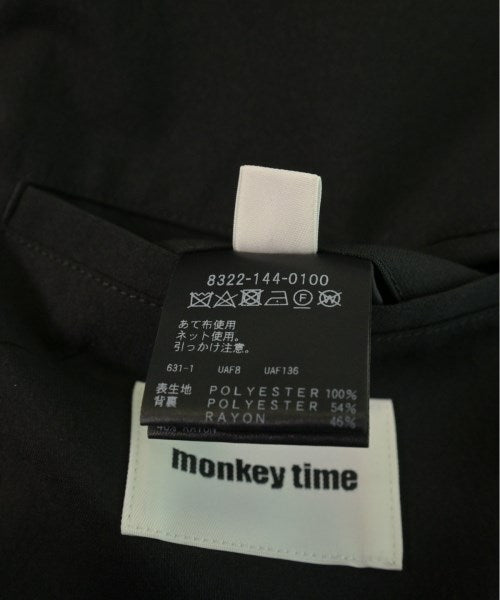 8322-144-0100
あて布使用
ネット使用。
引っかけ注意。
631-1 UAF8 UAF136
表生地 POLYESTER 100%
背裏 POLYESTER 54%
RAYON 46%
monkey time